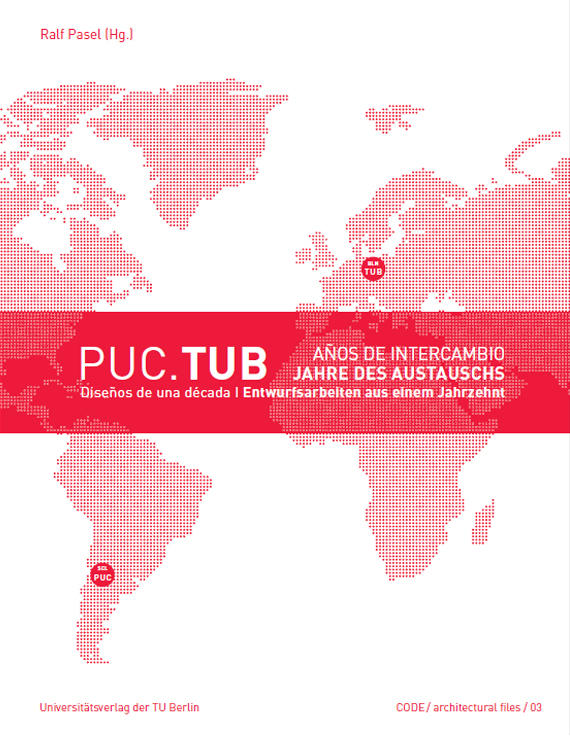 Ralf Pasel (Hg.)
BLN
TUB
PUC.TUB
AÑOS DE INTERCAMBIO
JAHRE DES AUSTAUSCHS
Diseños de una década I Entwurfsarbeiten aus einem Jahrzehnt
SCL
PUC
Universitätsverlag der TU Berlin
CODE / architectural files / 03